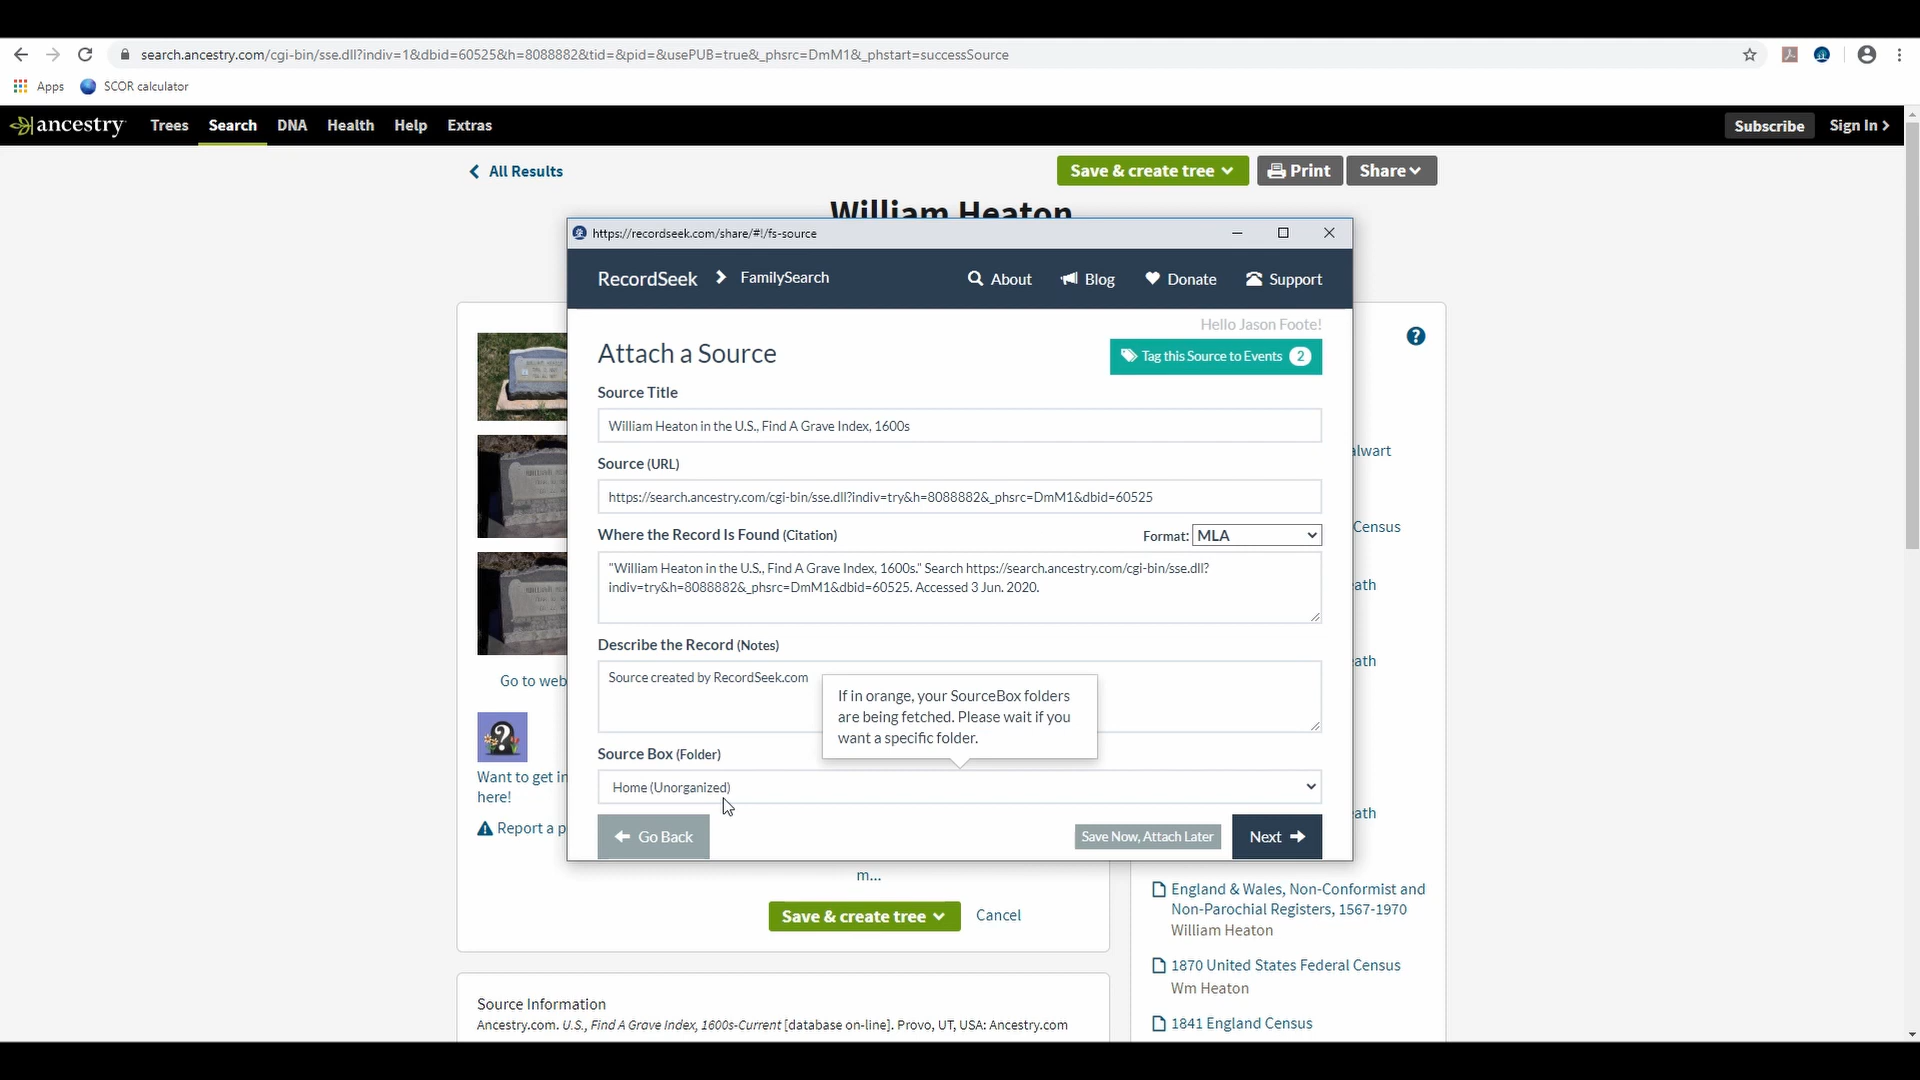 search.ancestry.com/cgi-bin/sse.dll?indiv=1&dbid=60525&h=8088882&tid=&pid=&usePUB=true&_phsrc=DmM1&_phstart=successSource
Apps SCOR calculator
ancestry Trees Search DNA Health Help Extras Subscribe Sign In >
All Results Save & create tree Print Share
William Heaton
https://recordseek.com/share/#!/fs-source
RecordSeek FamilySearch About Blog Donate Support
Hello Jason Foote!
Attach a Source
Tag this Source to Events 2
Source Title
William Heaton in the U.S., Find A Grave Index, 1600s
Source (URL)
https://search.ancestry.com/cgi-bin/sse.dll?indiv=try&h=8088882&_phsrc=DmM1&dbid=60525
Where the Record Is Found (Citation) Format: MLA
"William Heaton in the U.S., Find A Grave Index, 1600s." Search https://search.ancestry.com/cgi-bin/sse.dll?
indiv=try&h=8088882&_phsrc=DmM1&dbid=60525. Accessed 3 Jun. 2020.
Describe the Record (Notes)
Source created by RecordSeek.com
If in orange, your SourceBox folders
are being fetched. Please wait if you
want a specific folder.
Source Box (Folder)
Home (Unorganized)
Go Back Save Now, Attach Later Next
Go to web
?
Want to get in
here!
Report a p
?
alwart
Census
ath
ath
ath
m...
Save & create tree Cancel
England & Wales, Non-Conformist and
Non-Parochial Registers, 1567-1970
William Heaton
1870 United States Federal Census
Wm Heaton
1841 England Census
Source Information
Ancestry.com. U.S., Find A Grave Index, 1600s-Current [database on-line]. Provo, UT, USA: Ancestry.com